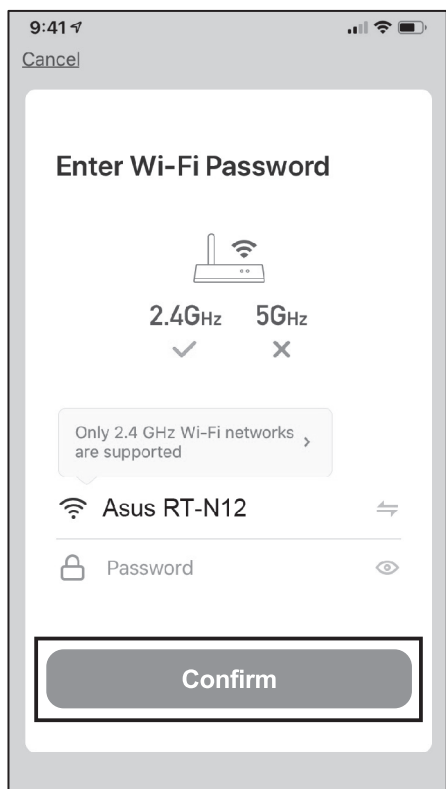 9:41
Cancel
Enter Wi-Fi Password
2.4GHz 5GHz
Only 2.4 GHz Wi-Fi networks
are supported
Asus RT-N12
Password
Confirm